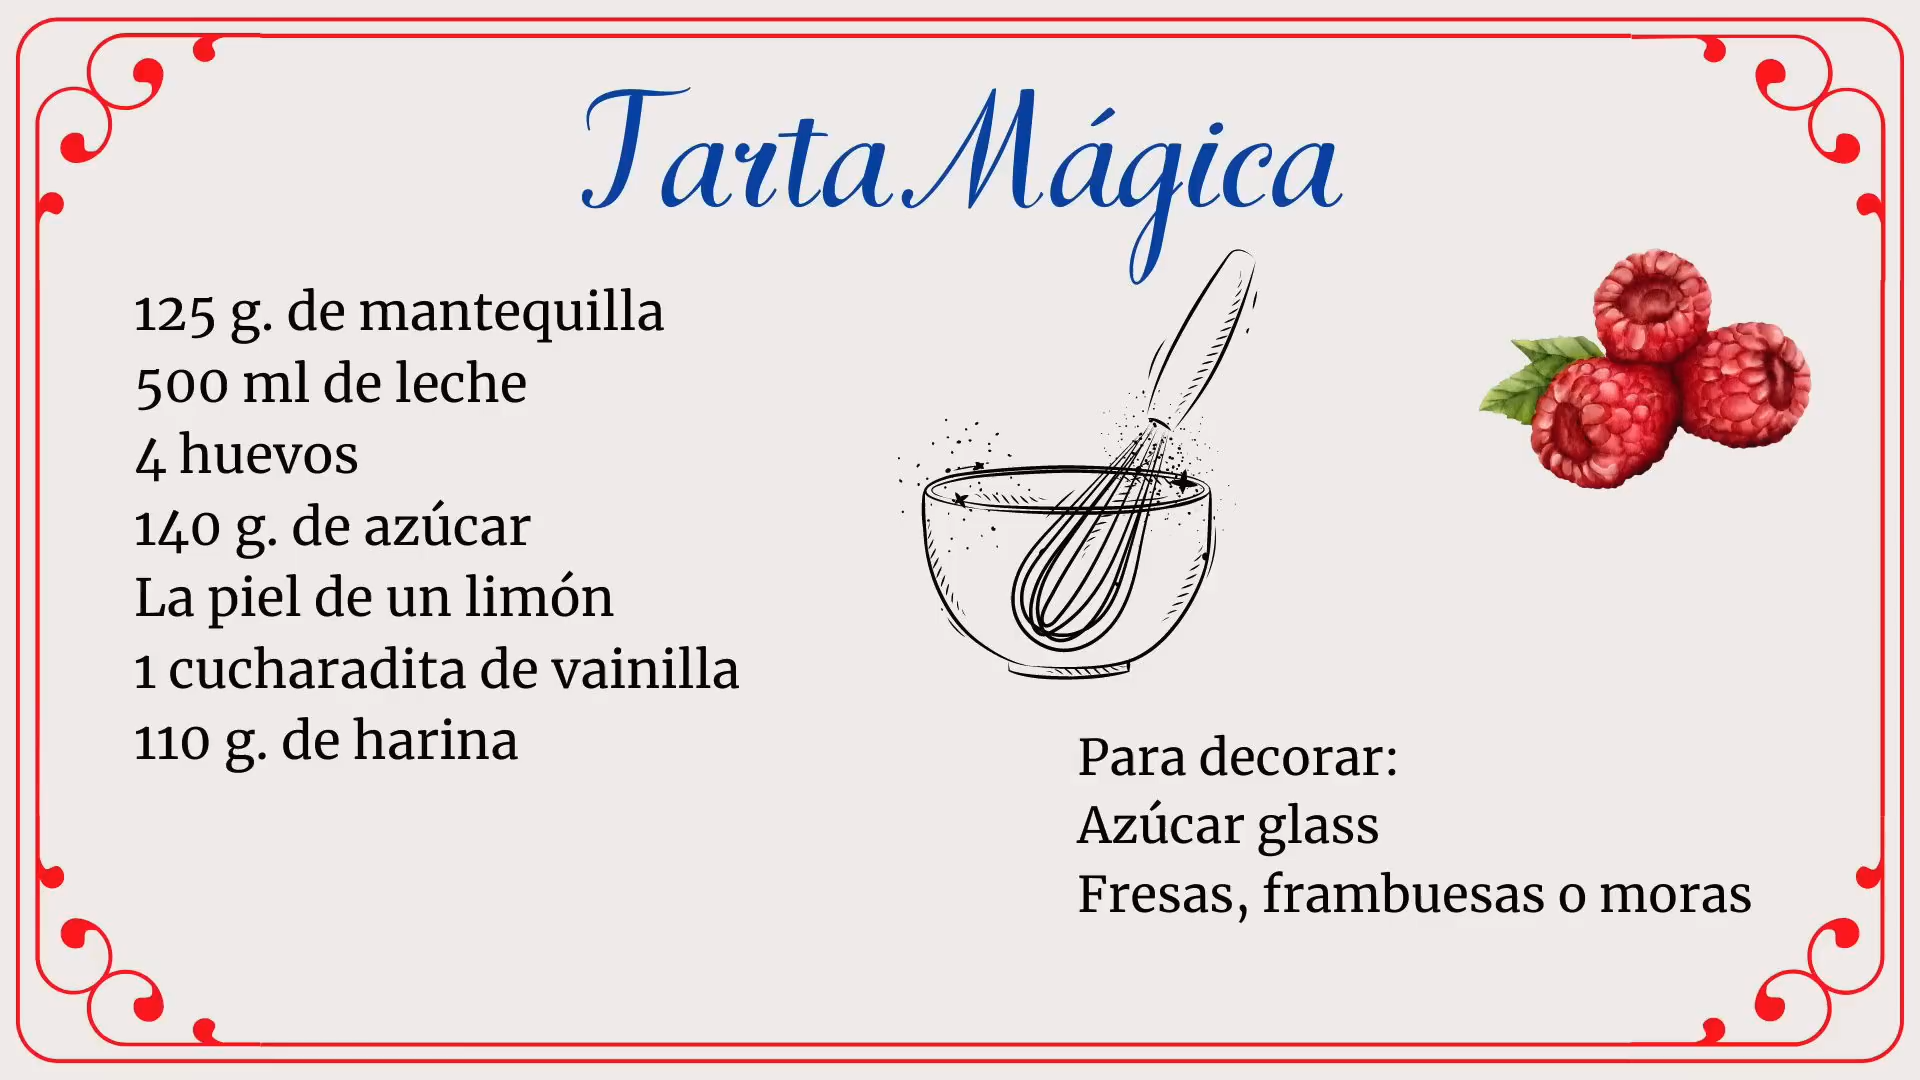 Tarta Mágica
125 g. de mantequilla
500 ml de leche
4 huevos
140 g. de azúcar
La piel de un limón
1 cucharadita de vainilla
110 g. de harina
Para decorar:
Azúcar glass
Fresas, frambuesas o moras